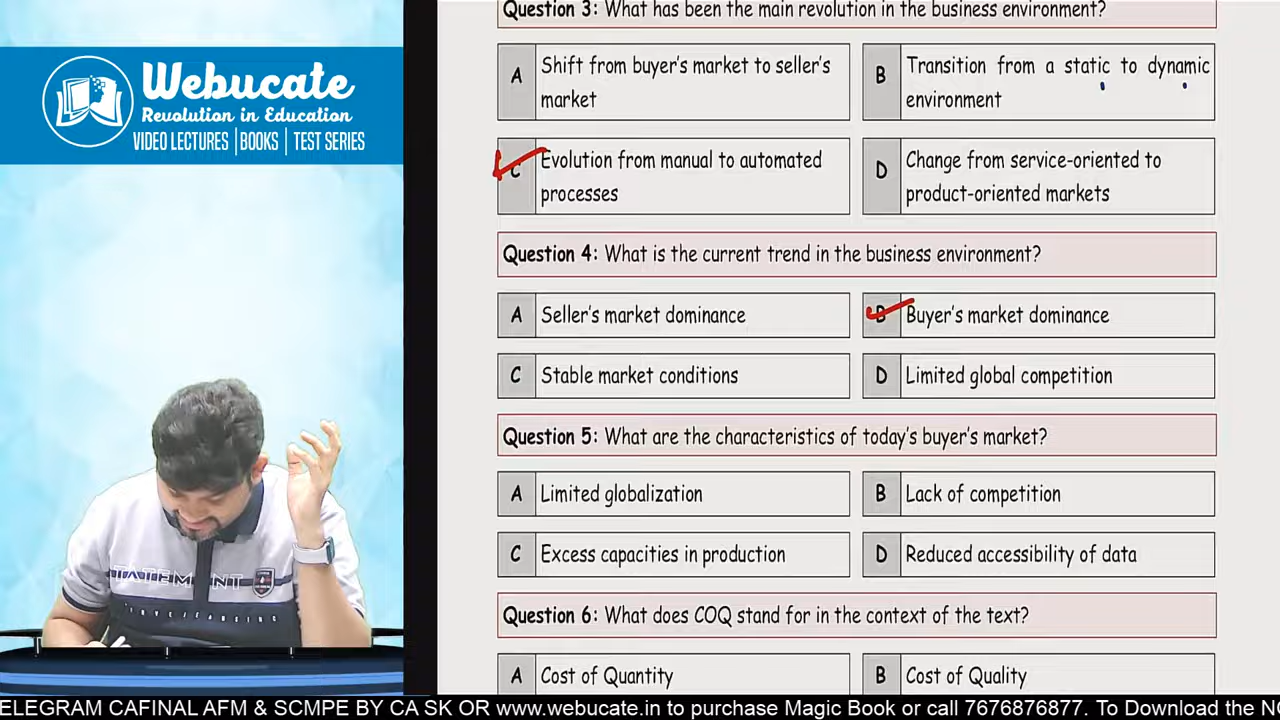 Webucate
Revolution in Education
VIDEO LECTURES |BOOKS | TEST SERIES
Question 3: What has been the main revolution in the business environment?
A Shift from buyer's market to seller's
market
B Transition from a static to dynamic
environment
C Evolution from manual to automated
processes
D Change from service-oriented to
product-oriented markets
Question 4: What is the current trend in the business environment?
A Seller's market dominance
B Buyer's market dominance
C Stable market conditions
D Limited global competition
Question 5: What are the characteristics of today's buyer's market?
A Limited globalization
B Lack of competition
C Excess capacities in production
D Reduced accessibility of data
Question 6: What does COQ stand for in the context of the text?
A Cost of Quantity
B Cost of Quality
ELEGRAM CAFINAL AFM & SCMPE BY CA SK OR www.webucate.in to purchase Magic Book or call 7676876877. To Download the NO